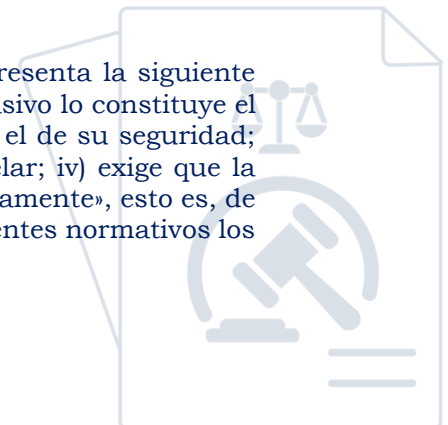 resenta la siguiente
sivo lo constituye el
el de su seguridad;
elar; iv) exige que la
amente», esto es, de
entes normativos los